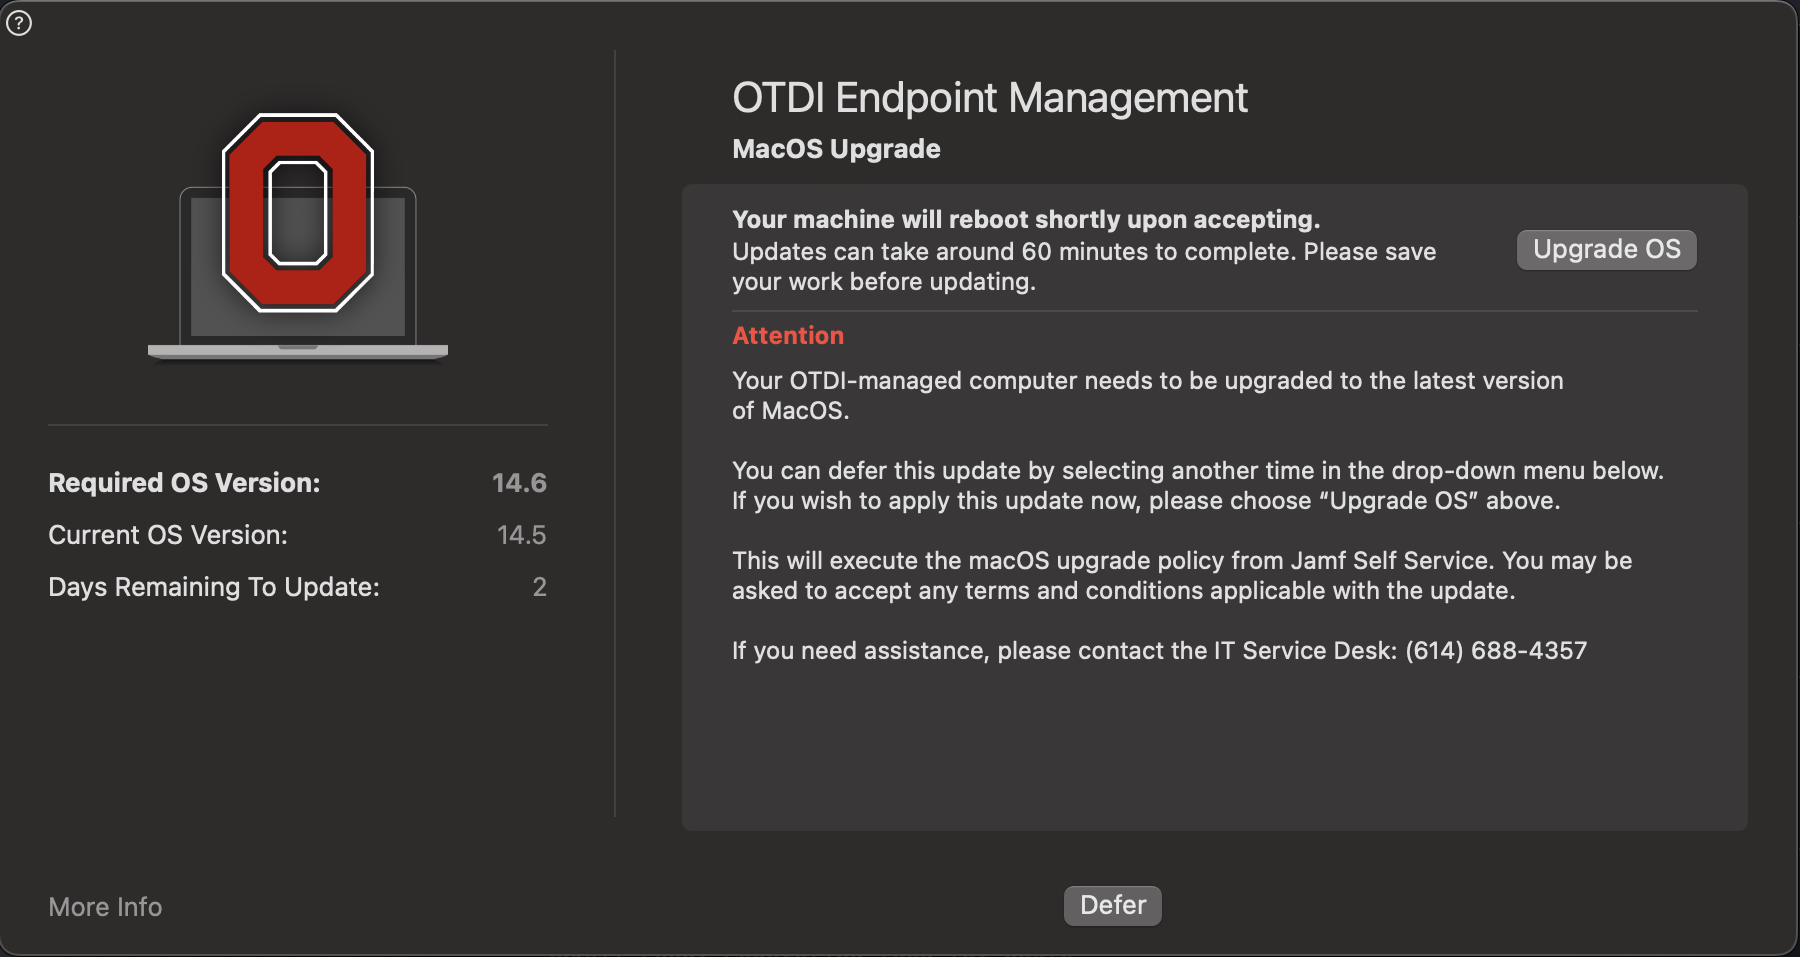 ?
OTDI Endpoint Management
MacOS Upgrade
Your machine will reboot shortly upon accepting.
Updates can take around 60 minutes to complete. Please save
your work before updating.
Upgrade OS
Attention
Your OTDI-managed computer needs to be upgraded to the latest version
of MacOS.
You can defer this update by selecting another time in the drop-down menu below.
If you wish to apply this update now, please choose “Upgrade OS” above.
This will execute the macOS upgrade policy from Jamf Self Service. You may be
asked to accept any terms and conditions applicable with the update.
If you need assistance, please contact the IT Service Desk: (614) 688-4357
O
Required OS Version: 14.6
Current OS Version: 14.5
Days Remaining To Update: 2
More Info
Defer